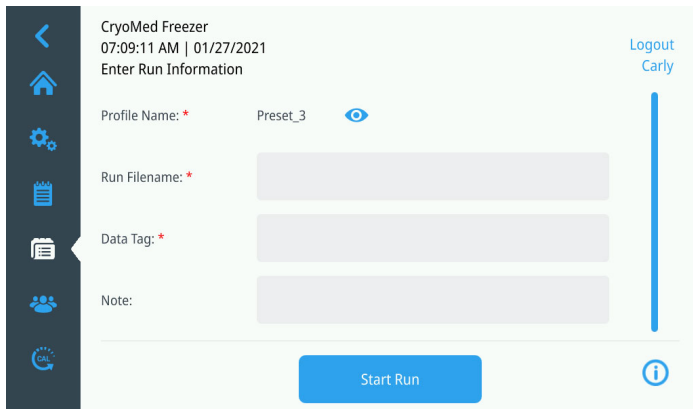 CryoMed Freezer
07:09:11 AM | 01/27/2021
Enter Run Information
Logout
Carly
Profile Name: *
Preset_3
Run Filename: *
Data Tag: *
Note:
CAL
Start Run